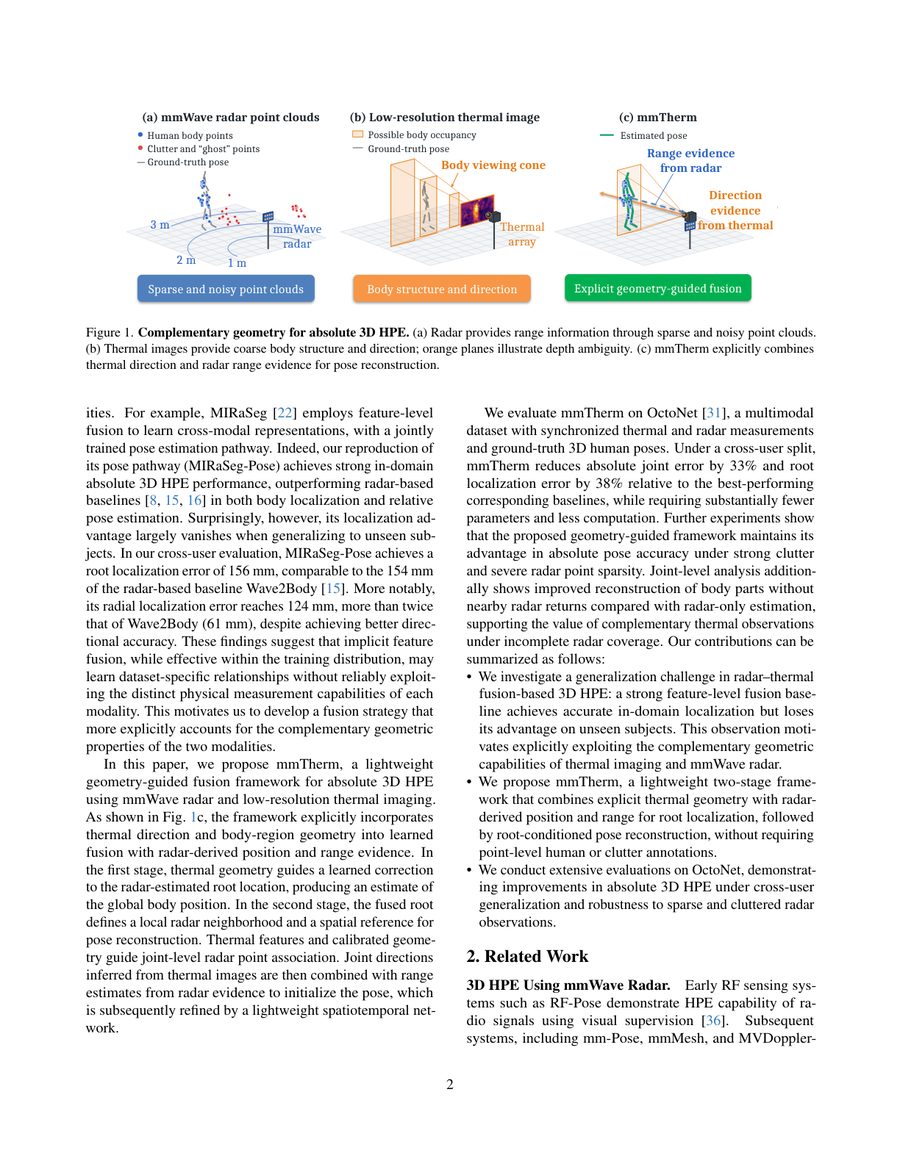 (a) mmWave radar point clouds
Human body points
Clutter and "ghost" points
Ground-truth pose
3 m
2 m
1 m
mmWave
radar
Sparse and noisy point clouds
(b) Low-resolution thermal image
Possible body occupancy
Ground-truth pose
Body viewing cone
Thermal
array
Body structure and direction
(c) mmTherm
Estimated pose
Range evidence
from radar
Direction
evidence
from thermal
Explicit geometry-guided fusion
Figure 1. Complementary geometry for absolute 3D HPE. (a) Radar provides range information through sparse and noisy point clouds.
(b) Thermal images provide coarse body structure and direction; orange planes illustrate depth ambiguity. (c) mmTherm explicitly combines
thermal direction and radar range evidence for pose reconstruction.
ities. For example, MIRaSeg [22] employs feature-level
fusion to learn cross-modal representations, with a jointly
trained pose estimation pathway. Indeed, our reproduction of
its pose pathway (MIRaSeg-Pose) achieves strong in-domain
absolute 3D HPE performance, outperforming radar-based
baselines [8, 15, 16] in both body localization and relative
pose estimation. Surprisingly, however, its localization ad-
vantage largely vanishes when generalizing to unseen sub-
jects. In our cross-user evaluation, MIRaSeg-Pose achieves a
root localization error of 156 mm, comparable to the 154 mm
of the radar-based baseline Wave2Body [15]. More notably,
its radial localization error reaches 124 mm, more than twice
that of Wave2Body (61 mm), despite achieving better direc-
tional accuracy. These findings suggest that implicit feature
fusion, while effective within the training distribution, may
learn dataset-specific relationships without reliably exploit-
ing the distinct physical measurement capabilities of each
modality. This motivates us to develop a fusion strategy that
more explicitly accounts for the complementary geometric
properties of the two modalities.
In this paper, we propose mmTherm, a lightweight
geometry-guided fusion framework for absolute 3D HPE
using mmWave radar and low-resolution thermal imaging.
As shown in Fig. 1c, the framework explicitly incorporates
thermal direction and body-region geometry into learned
fusion with radar-derived position and range evidence. In
the first stage, thermal geometry guides a learned correction
to the radar-estimated root location, producing an estimate of
the global body position. In the second stage, the fused root
defines a local radar neighborhood and a spatial reference for
pose reconstruction. Thermal features and calibrated geome-
try guide joint-level radar point association. Joint directions
inferred from thermal images are then combined with range
estimates from radar evidence to initialize the pose, which
is subsequently refined by a lightweight spatiotemporal net-
work.
We evaluate mmTherm on OctoNet [31], a multimodal
dataset with synchronized thermal and radar measurements
and ground-truth 3D human poses. Under a cross-user split,
mmTherm reduces absolute joint error by 33% and root
localization error by 38% relative to the best-performing
corresponding baselines, while requiring substantially fewer
parameters and less computation. Further experiments show
that the proposed geometry-guided framework maintains its
advantage in absolute pose accuracy under strong clutter
and severe radar point sparsity. Joint-level analysis addition-
ally shows improved reconstruction of body parts without
nearby radar returns compared with radar-only estimation,
supporting the value of complementary thermal observations
under incomplete radar coverage. Our contributions can be
summarized as follows:
• We investigate a generalization challenge in radar–thermal
fusion-based 3D HPE: a strong feature-level fusion base-
line achieves accurate in-domain localization but loses
its advantage on unseen subjects. This observation moti-
vates explicitly exploiting the complementary geometric
capabilities of thermal imaging and mmWave radar.
• We propose mmTherm, a lightweight two-stage frame-
work that combines explicit thermal geometry with radar-
derived position and range for root localization, followed
by root-conditioned pose reconstruction, without requiring
point-level human or clutter annotations.
• We conduct extensive evaluations on OctoNet, demonstrat-
ing improvements in absolute 3D HPE under cross-user
generalization and robustness to sparse and cluttered radar
observations.
2. Related Work
3D HPE Using mmWave Radar. Early RF sensing sys-
tems such as RF-Pose demonstrate HPE capability of ra-
dio signals using visual supervision [36]. Subsequent
systems, including mm-Pose, mmMesh, and MVDoppler-
2